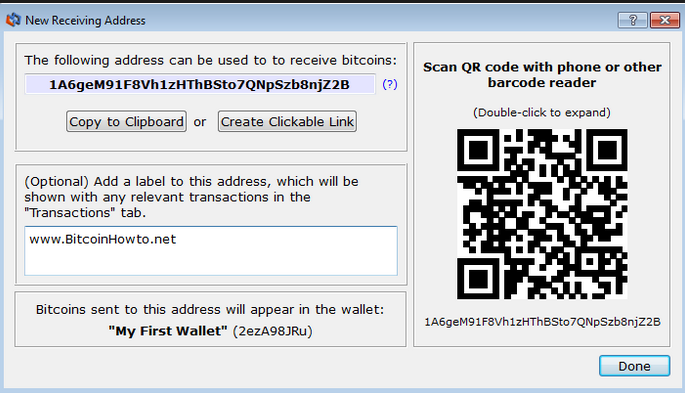 New Receiving Address
The following address can be used to to receive bitcoins:
1A6geM91F8Vh1zHThBSto7QNpSzb8njZ2B (?)
Copy to Clipboard or Create Clickable Link
(Optional) Add a label to this address, which will be
shown with any relevant transactions in the
"Transactions" tab.
www.BitcoinHowto.net
Bitcoins sent to this address will appear in the wallet:
"My First Wallet" (2ezA98JRu)
Scan QR code with phone or other
barcode reader
(Double-click to expand)
1A6geM91F8Vh1zHThBSto7QNpSzb8njZ2B
Done